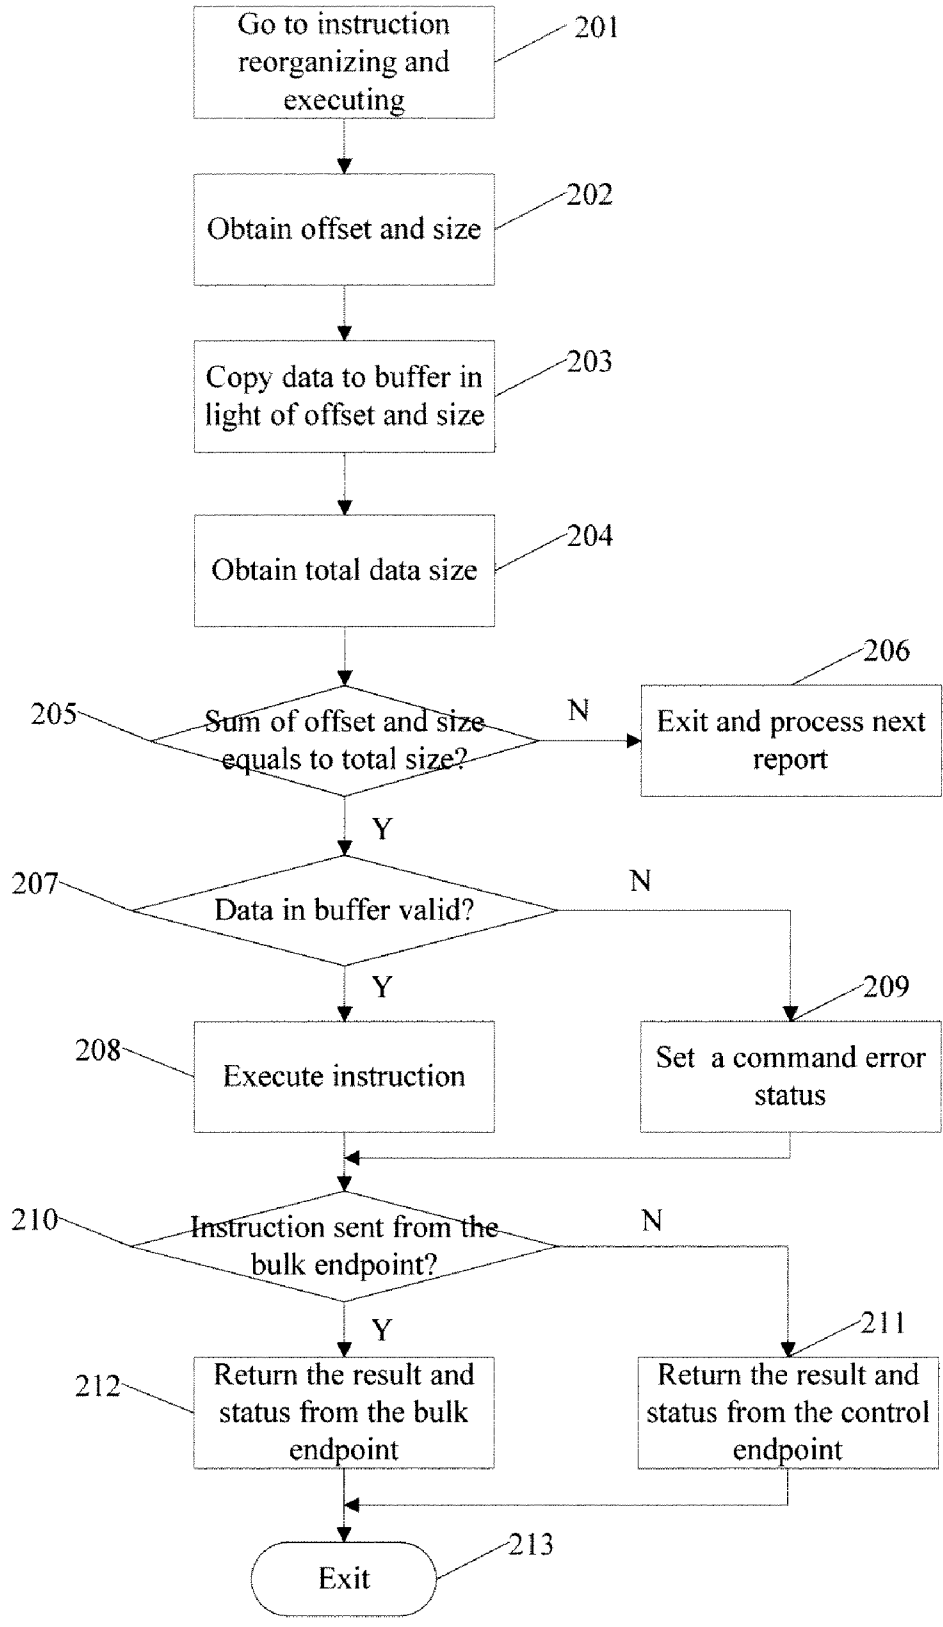 Go to instruction
reorganizing and
executing
201
Obtain offset and size
202
Copy data to buffer in
light of offset and size
203
Obtain total data size
204
205
Sum of offset and size
equals to total size?
N
206
Exit and process next
report
Y
207
Data in buffer valid?
N
Y
208
Execute instruction
209
Set a command error
status
210
Instruction sent from the
bulk endpoint?
N
Y
211
212
Return the result and
status from the bulk
endpoint
Return the result and
status from the control
endpoint
Exit
213